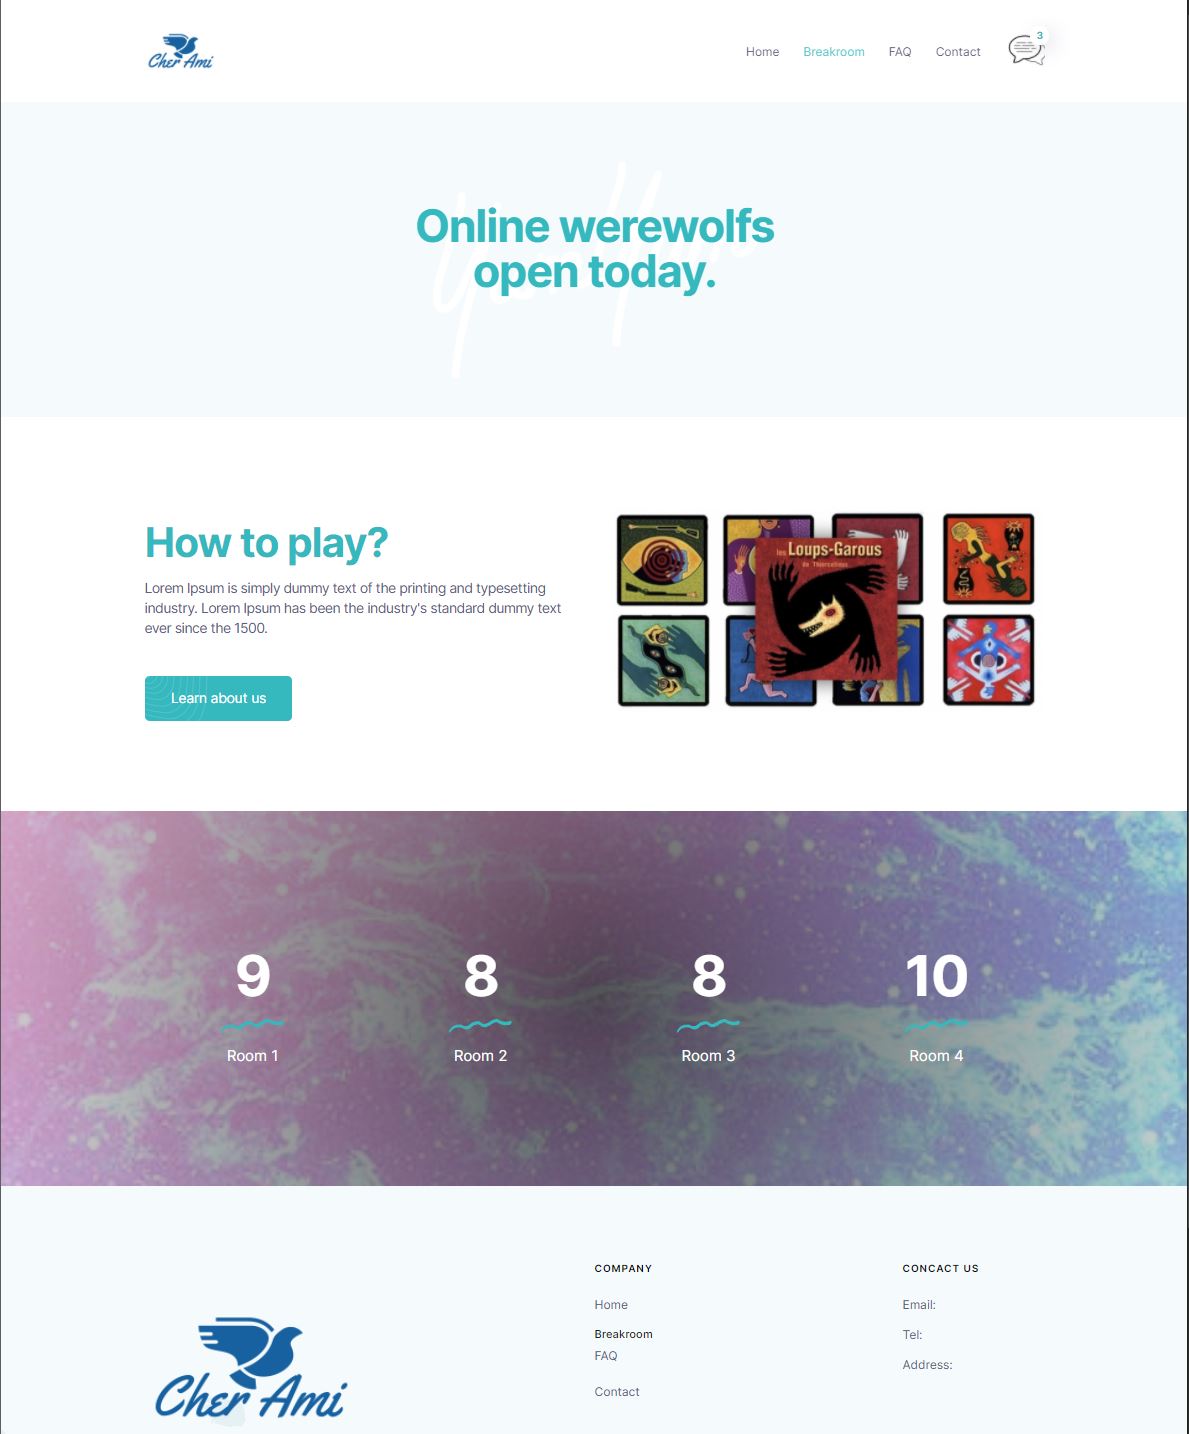 Cher Ami
Home Breakroom FAQ Contact
3
Online werewolfs
open today.
How to play?
Lorem Ipsum is simply dummy text of the printing and typesetting
industry. Lorem Ipsum has been the industry's standard dummy text
ever since the 1500.
Learn about us
les Loups-Garous
de Thiercelieux
9
8
8
10
Room 1
Room 2
Room 3
Room 4
Cher Ami
COMPANY
Home
Breakroom
FAQ
Contact
CONCACT US
Email:
Tel:
Address: